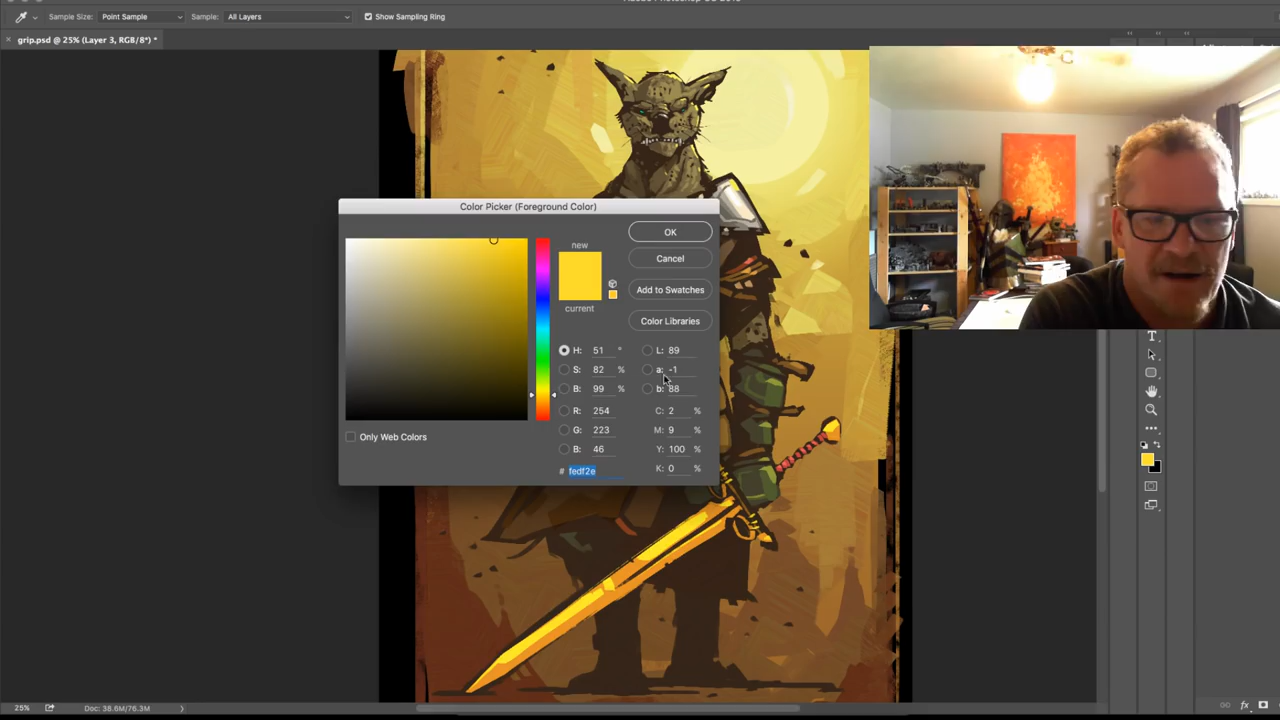 Sample Size: Point Sample Sample: All Layers Show Sampling Ring
× grip.psd @ 25% (Layer 3, RGB/8*) *
Color Picker (Foreground Color)
new
current
OK
Cancel
Add to Swatches
Color Libraries
H: 51 °
S: 82 %
B: 99 %
R: 254
G: 223
B: 46
# fedf2e
L: 89
a: -1
b: 88
C: 2 %
M: 9 %
Y: 100 %
K: 0 %
Only Web Colors
T
25% Doc: 38.6M/76.3M
fx